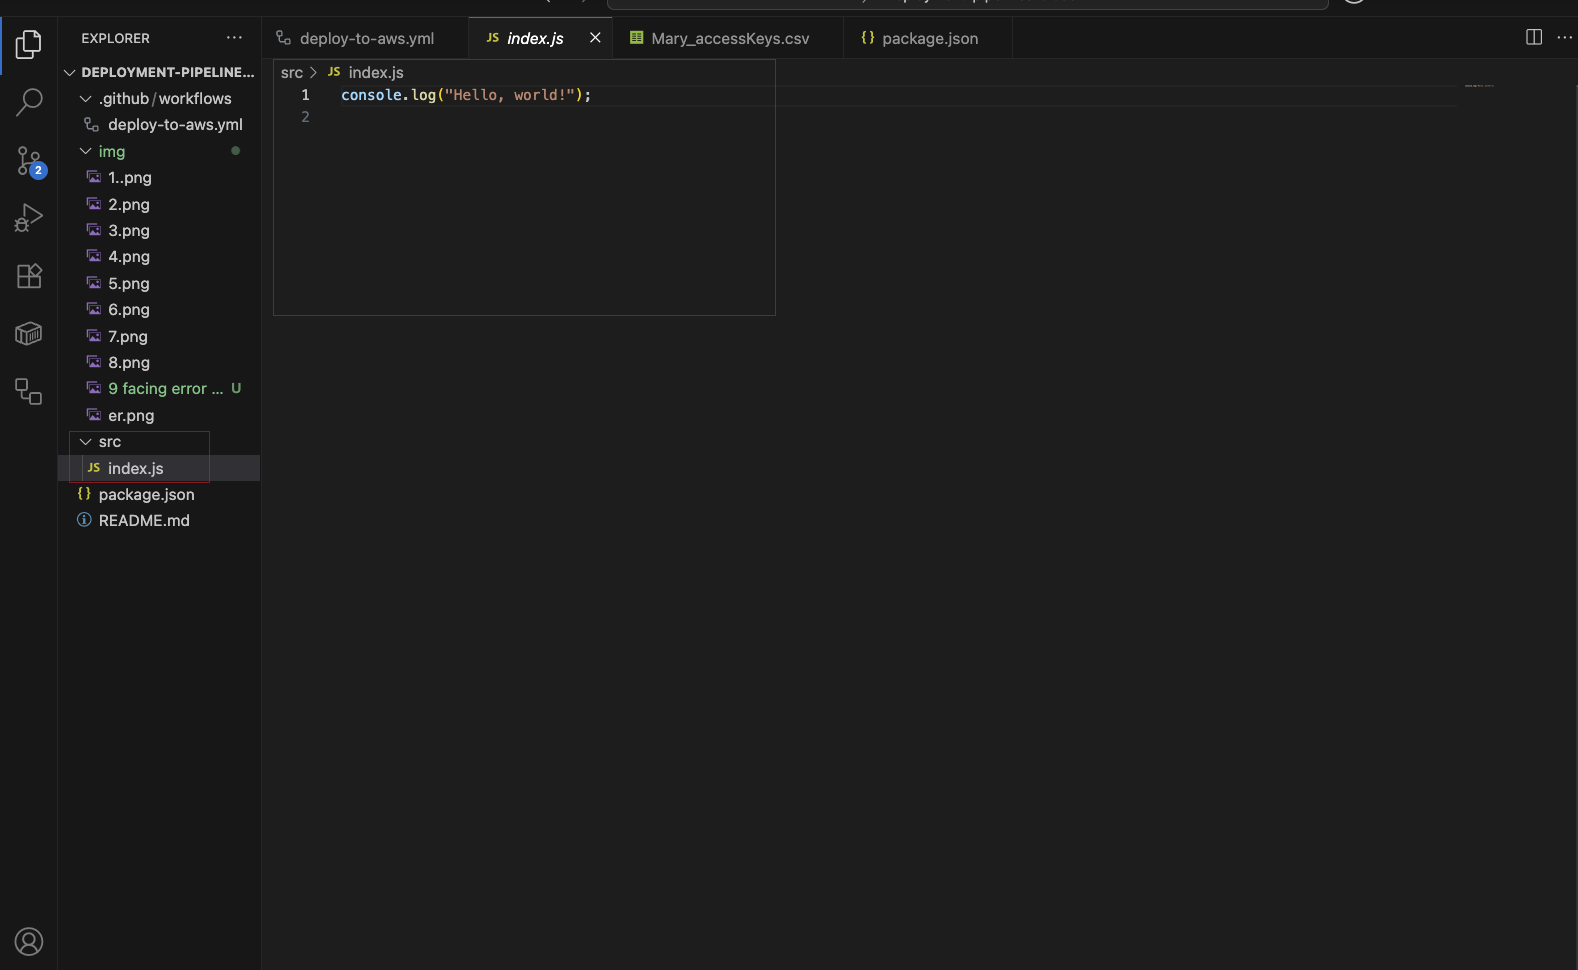 EXPLORER
deploy-to-aws.yml
JS index.js
Mary_accessKeys.csv
{} package.json
DEPLOYMENT-PIPELINE...
.github/workflows
deploy-to-aws.yml
img
1..png
2.png
3.png
4.png
5.png
6.png
7.png
8.png
9 facing error ... U
er.png
src
JS index.js
{} package.json
README.md
2
src > JS index.js
1 console.log("Hello, world!");
2